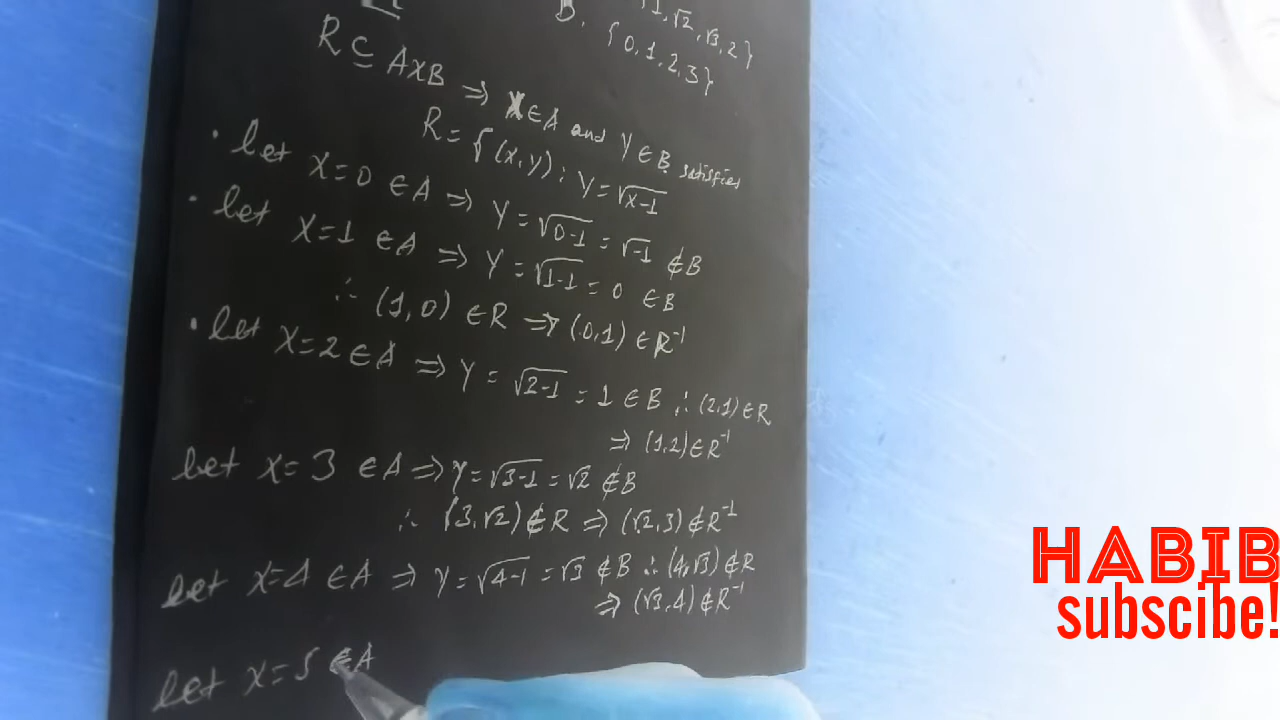 1, √2, √3, 2}
B. {0, 1, 2, 3}
R ⊆ A×B ⇒ X ∈ A and Y ∈ B satisfies
R = {(x, y) : Y = √x-1
• let x=0 ∈ A ⇒ Y = √0-1 = √-1 ∉ B
• let x=1 ∈ A ⇒ Y = √1-1 = 0 ∈ B
∴ (1, 0) ∈ R ⇒ (0, 1) ∈ R⁻¹
• let x=2 ∈ A ⇒ Y = √2-1 = 1 ∈ B ∴ (2,1) ∈ R
⇒ (1,2) ∈ R⁻¹
let x=3 ∈ A ⇒ Y = √3-1 = √2 ∉ B
∴ (3, √2) ∉ R ⇒ (√2, 3) ∉ R⁻¹
let x=4 ∈ A ⇒ Y = √4-1 = √3 ∉ B ∴ (4, √3) ∉ R
⇒ (√3, 4) ∉ R⁻¹
let x=5 ∈ A
HABIB
subscibe!